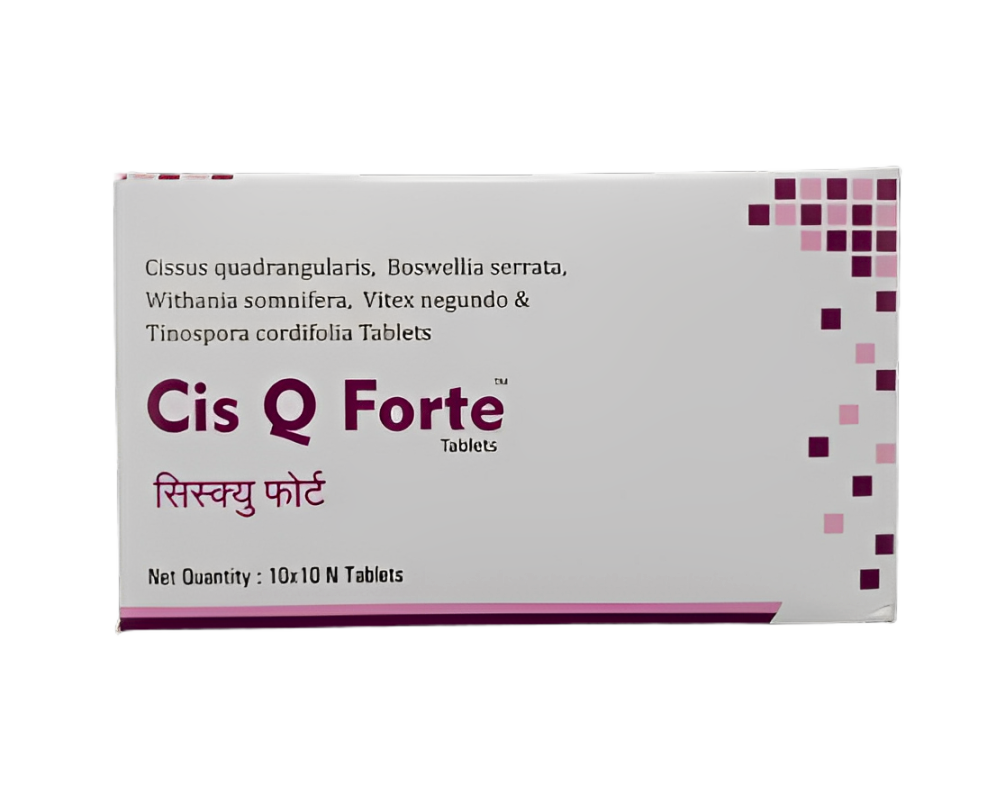 Cissus quadrangularis, Boswellia serrata,
Withania somnifera, Vitex negundo &
Tinospora cordifolia Tablets
Cis Q Forte™
Tablets
सिस्क्यु फोर्ट
Net Quantity : 10x10 N Tablets